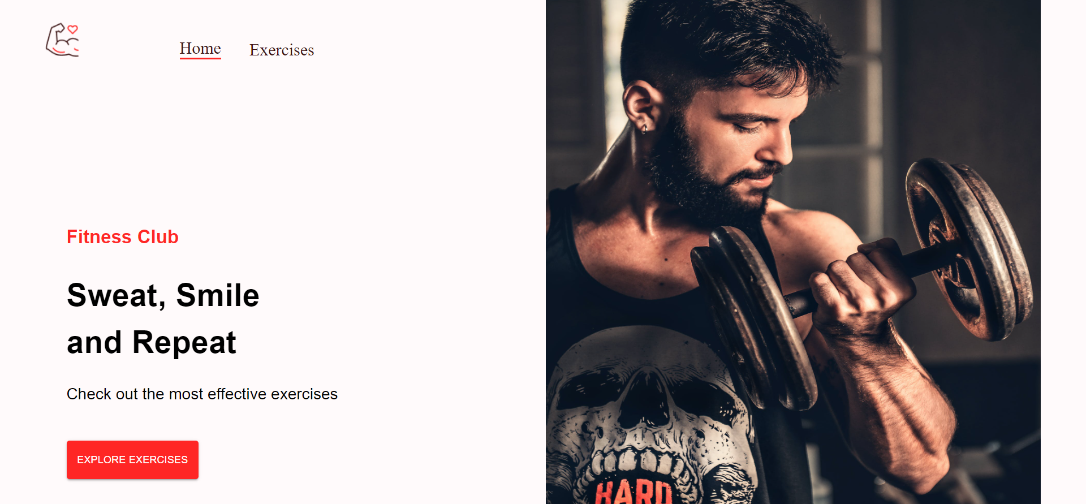 Home
Exercises
Fitness Club
Sweat, Smile
and Repeat
Check out the most effective exercises
EXPLORE EXERCISES
HARD